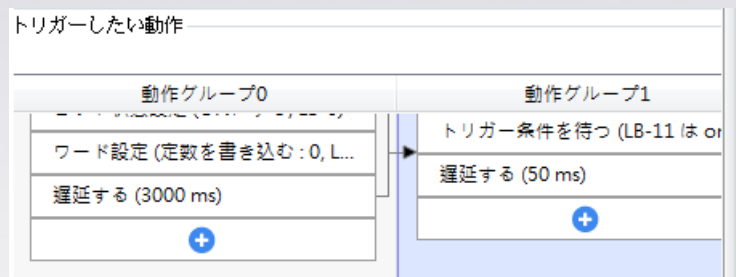 トリガーしたい動作
動作グループ0
動作グループ1
ワード設定 (定数を書き込む : 0, L...
遅延する (3000 ms)
トリガー条件を待つ (LB-11 は or
遅延する (50 ms)